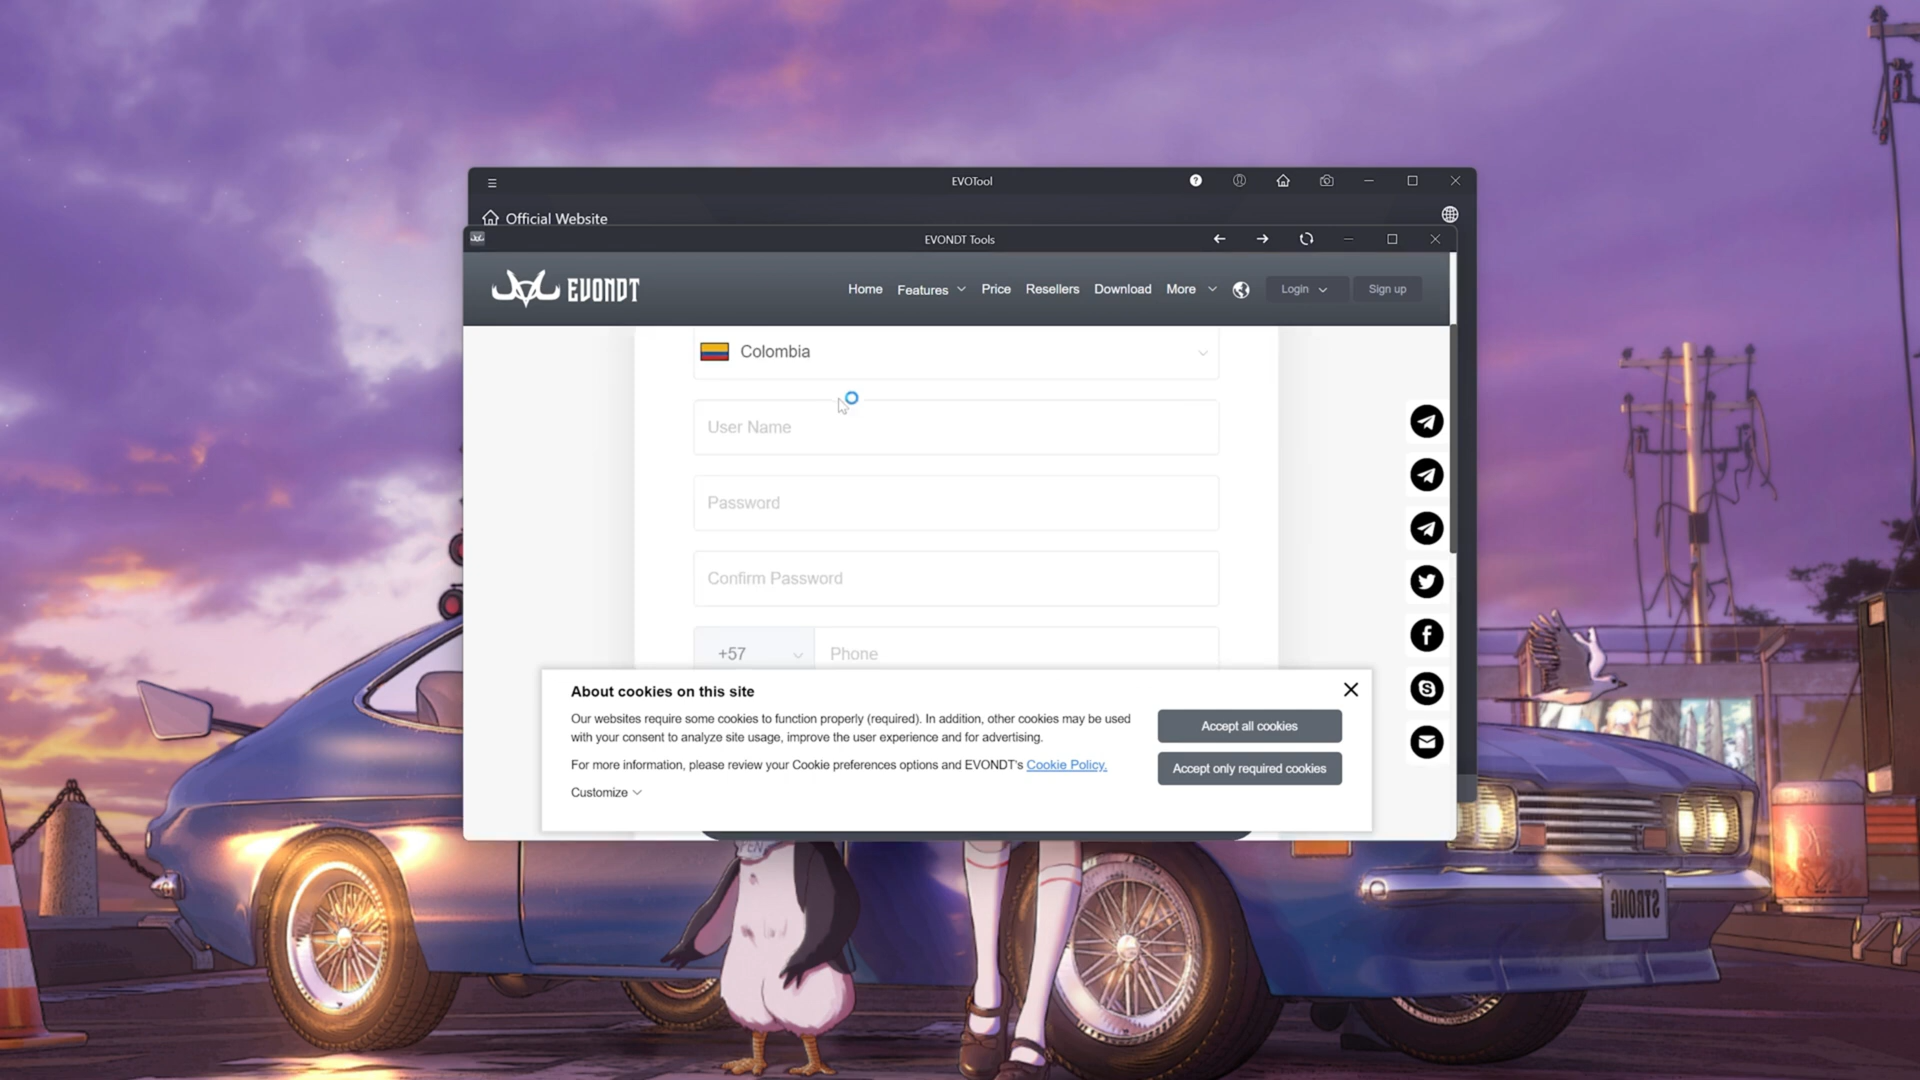 EVOTool
Official Website
EVONDT Tools
EVONDT
Home Features Price Resellers Download More Login Sign up
Colombia
User Name
Password
Confirm Password
+57 Phone
About cookies on this site
Our websites require some cookies to function properly (required). In addition, other cookies may be used
with your consent to analyze site usage, improve the user experience and for advertising.
For more information, please review your Cookie preferences options and EVONDT's Cookie Policy.
Customize
Accept all cookies
Accept only required cookies
STRONG